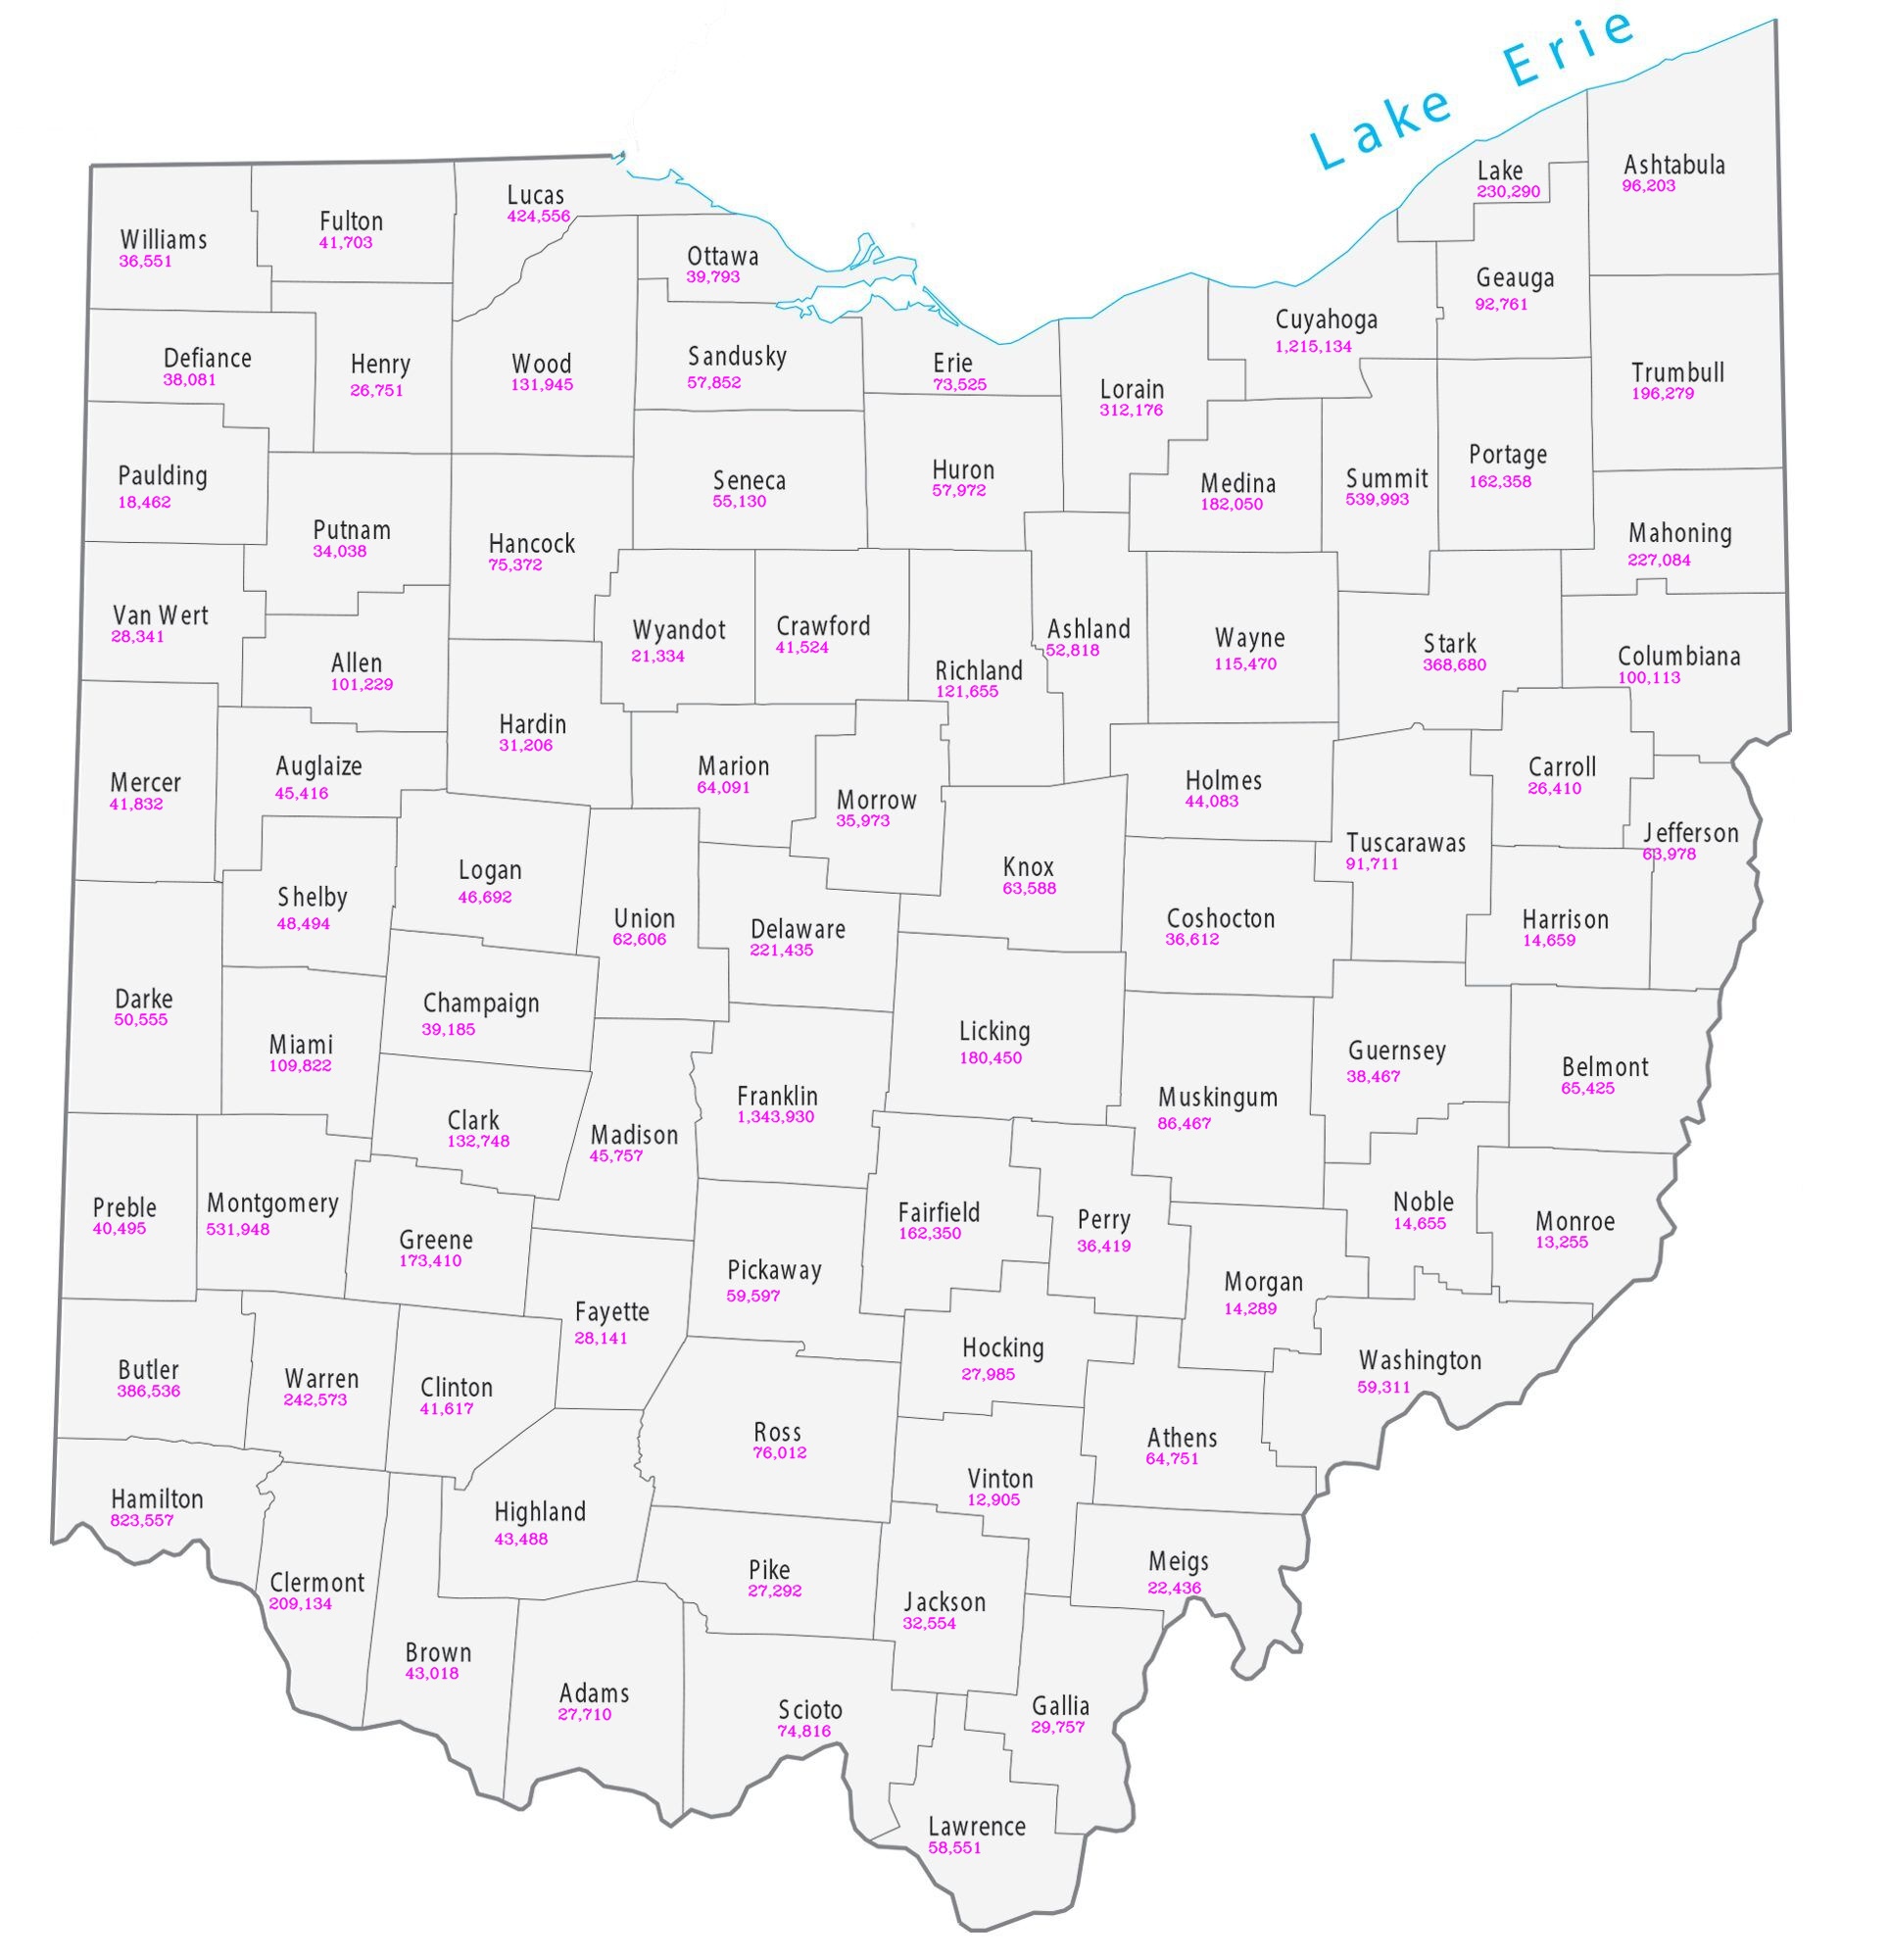 Lake Erie
Ashtabula
96,203
Lake
230,290
Lucas
424,556
Fulton
41,703
Williams
36,551
Ottawa
39,793
Geauga
92,761
Cuyahoga
1,215,134
Defiance
38,081
Henry
26,751
Wood
131,945
Sandusky
57,852
Erie
73,525
Lorain
312,176
Trumbull
196,279
Paulding
18,462
Seneca
55,130
Huron
57,972
Medina
182,050
Summit
539,993
Portage
162,358
Putnam
34,038
Hancock
75,372
Mahoning
227,084
Van Wert
28,341
Allen
101,229
Wyandot
21,334
Crawford
41,524
Richland
121,655
Ashland
52,818
Wayne
115,470
Stark
368,680
Columbiana
100,113
Mercer
41,832
Auglaize
45,416
Hardin
31,206
Marion
64,091
Morrow
35,973
Holmes
44,083
Carroll
26,410
Tuscarawas
91,711
Jefferson
63,978
Shelby
48,494
Logan
46,692
Union
62,606
Delaware
221,435
Knox
63,588
Coshocton
36,612
Harrison
14,659
Darke
50,555
Miami
109,822
Champaign
39,185
Licking
180,450
Guernsey
38,467
Belmont
65,425
Clark
132,748
Madison
45,757
Franklin
1,343,930
Muskingum
86,467
Preble
40,495
Montgomery
531,948
Greene
173,410
Fairfield
162,350
Perry
36,419
Noble
14,655
Monroe
13,255
Pickaway
59,597
Morgan
14,289
Fayette
28,141
Hocking
27,985
Washington
59,311
Butler
386,536
Warren
242,573
Clinton
41,617
Ross
76,012
Athens
64,751
Vinton
12,905
Hamilton
823,557
Highland
43,488
Clermont
209,134
Pike
27,292
Jackson
32,554
Meigs
22,436
Brown
43,018
Adams
27,710
Scioto
74,816
Gallia
29,757
Lawrence
58,551